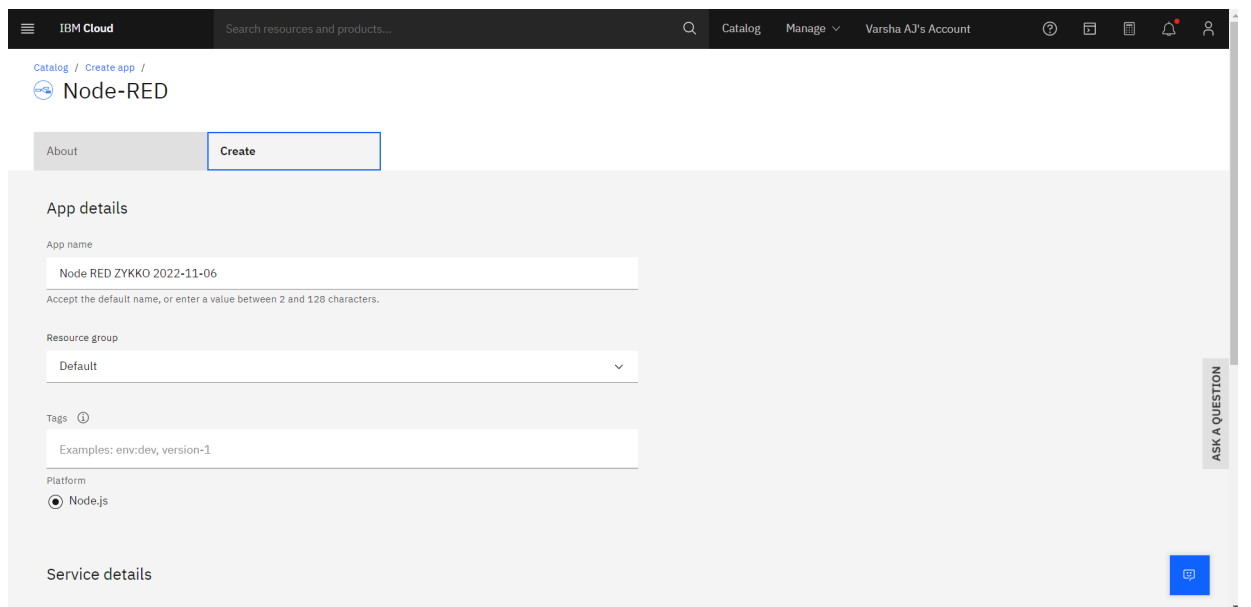 IBM Cloud
Search resources and products...
Catalog
Manage
Varsha AJ's Account
Catalog / Create app /
Node-RED
About
Create
App details
App name
Node RED ZYKKO 2022-11-06
Accept the default name, or enter a value between 2 and 128 characters.
Resource group
Default
Tags
Examples: env:dev, version-1
Platform
Node.js
Service details
ASK A QUESTION